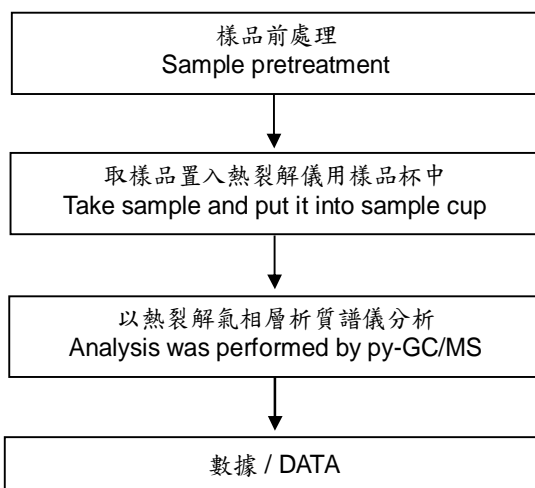 樣品前處理
Sample pretreatment
取樣品置入熱裂解儀用樣品杯中
Take sample and put it into sample cup
以熱裂解氣相層析質譜儀分析
Analysis was performed by py-GC/MS
數據 / DATA